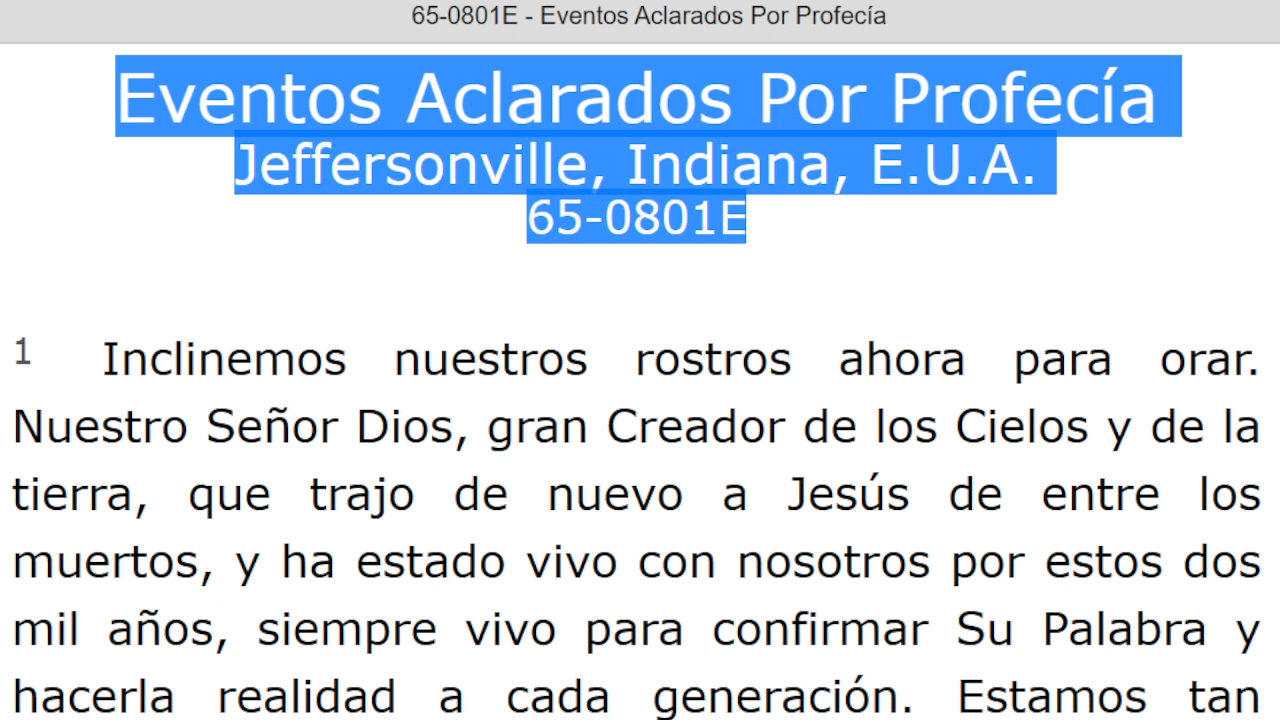 65-0801E - Eventos Aclarados Por Profecía
Eventos Aclarados Por Profecía
Jeffersonville, Indiana, E.U.A.
65-0801E
1 Inclinemos nuestros rostros ahora para orar.
Nuestro Señor Dios, gran Creador de los Cielos y de la
tierra, que trajo de nuevo a Jesús de entre los
muertos, y ha estado vivo con nosotros por estos dos
mil años, siempre vivo para confirmar Su Palabra y
hacerla realidad a cada generación. Estamos tan